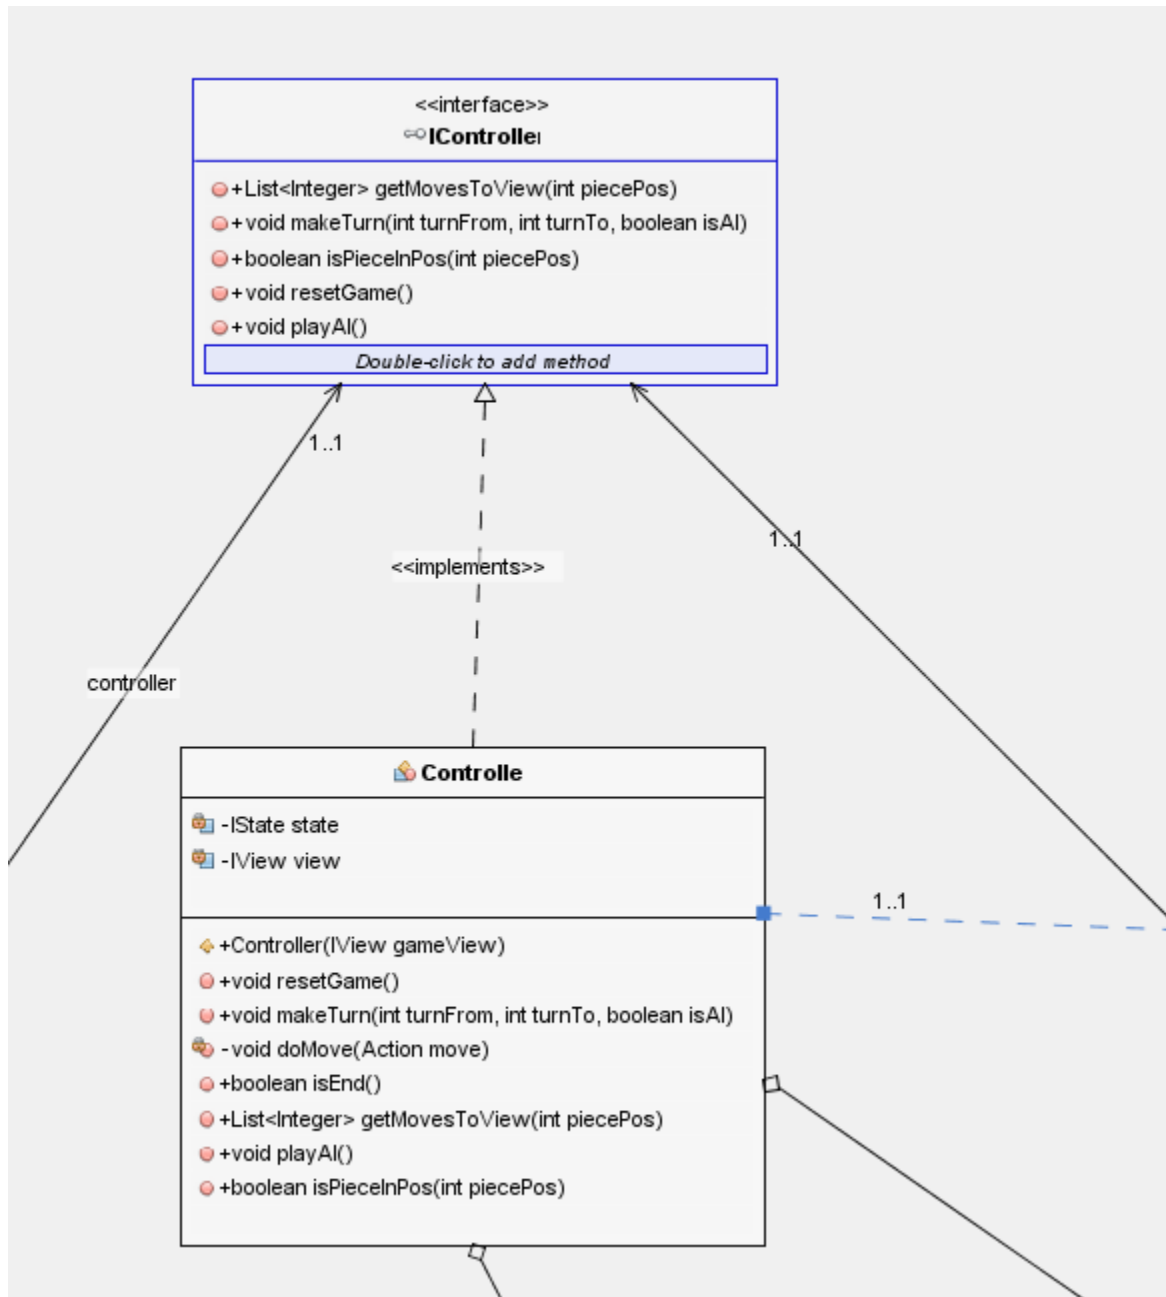 <<interface>>
IController
+List<Integer> getMovesToView(int piecePos)
+void makeTurn(int turnFrom, int turnTo, boolean isAI)
+boolean isPieceInPos(int piecePos)
+void resetGame()
+void playAI()
Double-click to add method
1..1
1..1
<<implements>>
controller
Controlle
-IState state
-IView view
1..1
+Controller(IView gameView)
+void resetGame()
+void makeTurn(int turnFrom, int turnTo, boolean isAI)
-void doMove(Action move)
+boolean isEnd()
+List<Integer> getMovesToView(int piecePos)
+void playAI()
+boolean isPieceInPos(int piecePos)